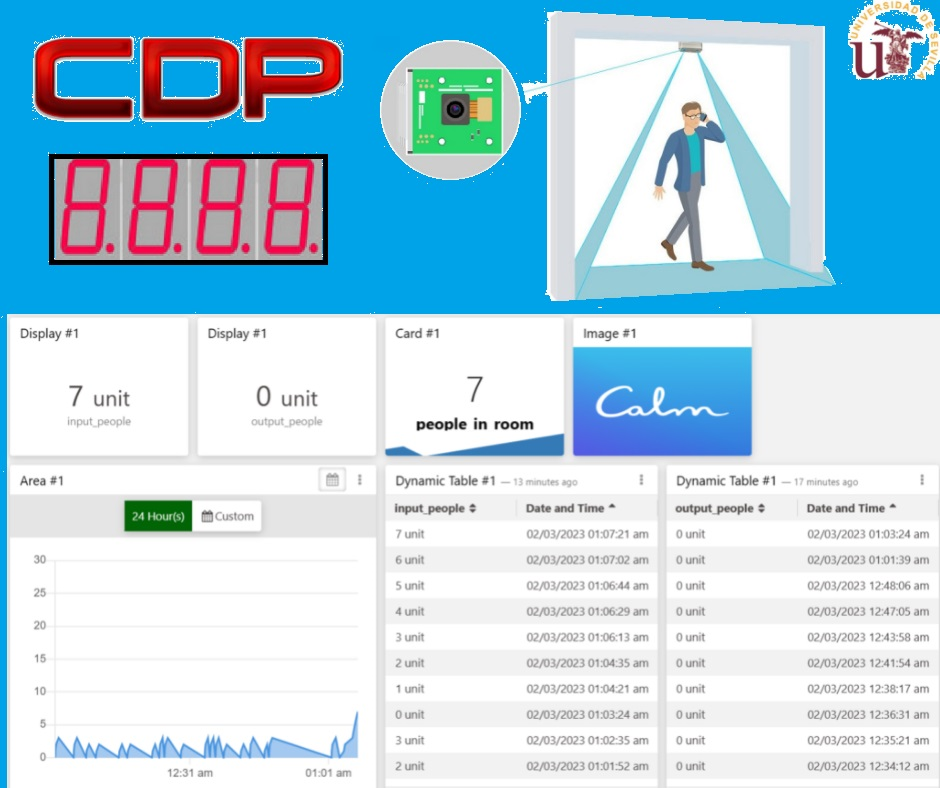 CDP
UNIVERSIDAD DE SEVILLA
8.8.8.8.
Display #1
7 unit
input_people
Display #1
0 unit
output_people
Card #1
7
people in room
Image #1
Calm
Area #1
24 Hour(s) Custom
30
25
20
15
10
5
0
12:31 am 01:01 am
Dynamic Table #1 — 13 minutes ago
input_people Date and Time
7 unit 02/03/2023 01:07:21 am
6 unit 02/03/2023 01:07:02 am
5 unit 02/03/2023 01:06:44 am
4 unit 02/03/2023 01:06:29 am
3 unit 02/03/2023 01:06:13 am
2 unit 02/03/2023 01:04:35 am
1 unit 02/03/2023 01:04:21 am
0 unit 02/03/2023 01:03:24 am
3 unit 02/03/2023 01:02:35 am
2 unit 02/03/2023 01:01:52 am
Dynamic Table #1 — 17 minutes ago
output_people Date and Time
0 unit 02/03/2023 01:03:24 am
0 unit 02/03/2023 01:01:39 am
0 unit 02/03/2023 12:48:06 am
0 unit 02/03/2023 12:47:05 am
0 unit 02/03/2023 12:43:58 am
0 unit 02/03/2023 12:41:54 am
0 unit 02/03/2023 12:38:17 am
0 unit 02/03/2023 12:36:31 am
0 unit 02/03/2023 12:35:21 am
0 unit 02/03/2023 12:34:12 am